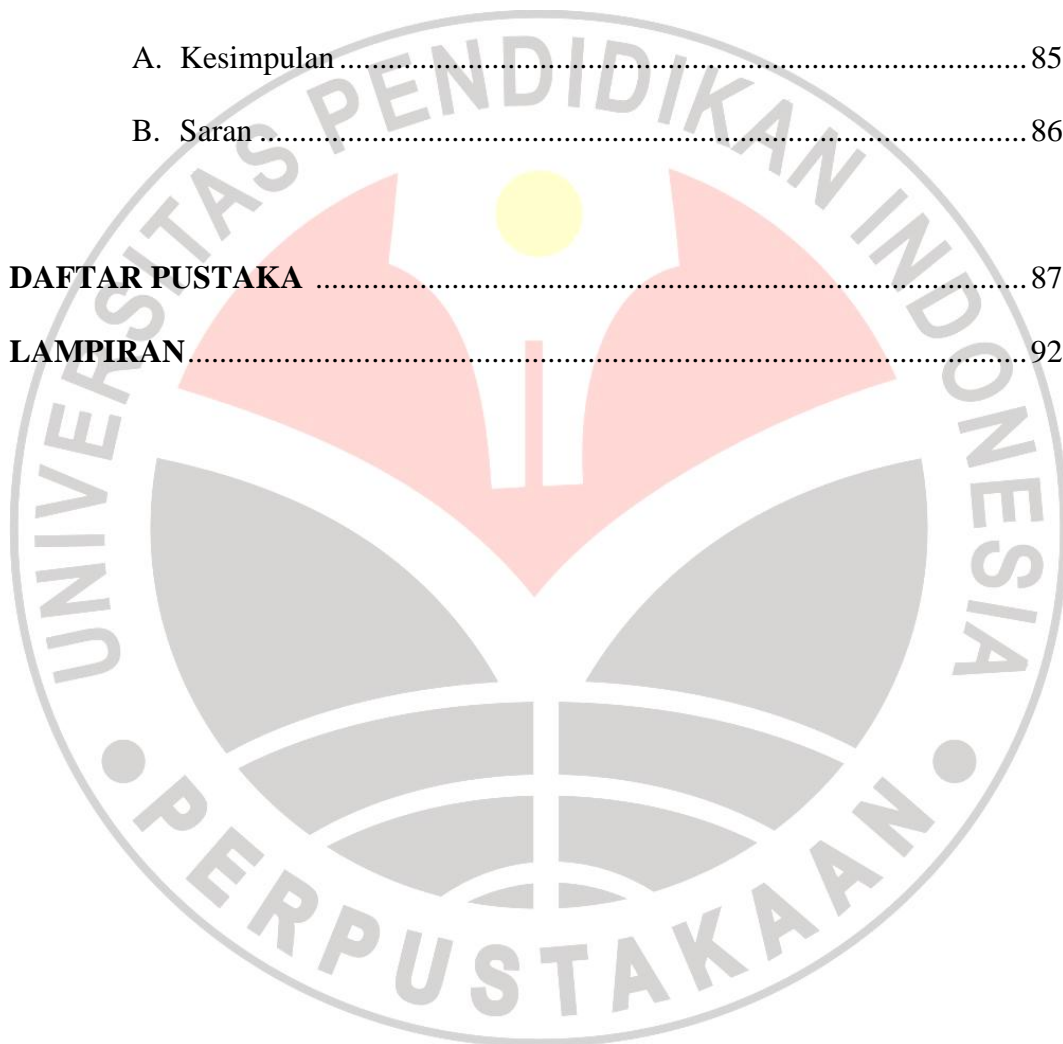 A. Kesimpulan ........................................................................................ 85
B. Saran .................................................................................................. 86
DAFTAR PUSTAKA ........................................................................................... 87
LAMPIRAN ........................................................................................................... 92
UNIVERSITAS PENDIDIKAN INDONESIA
PERPUSTAKAAN